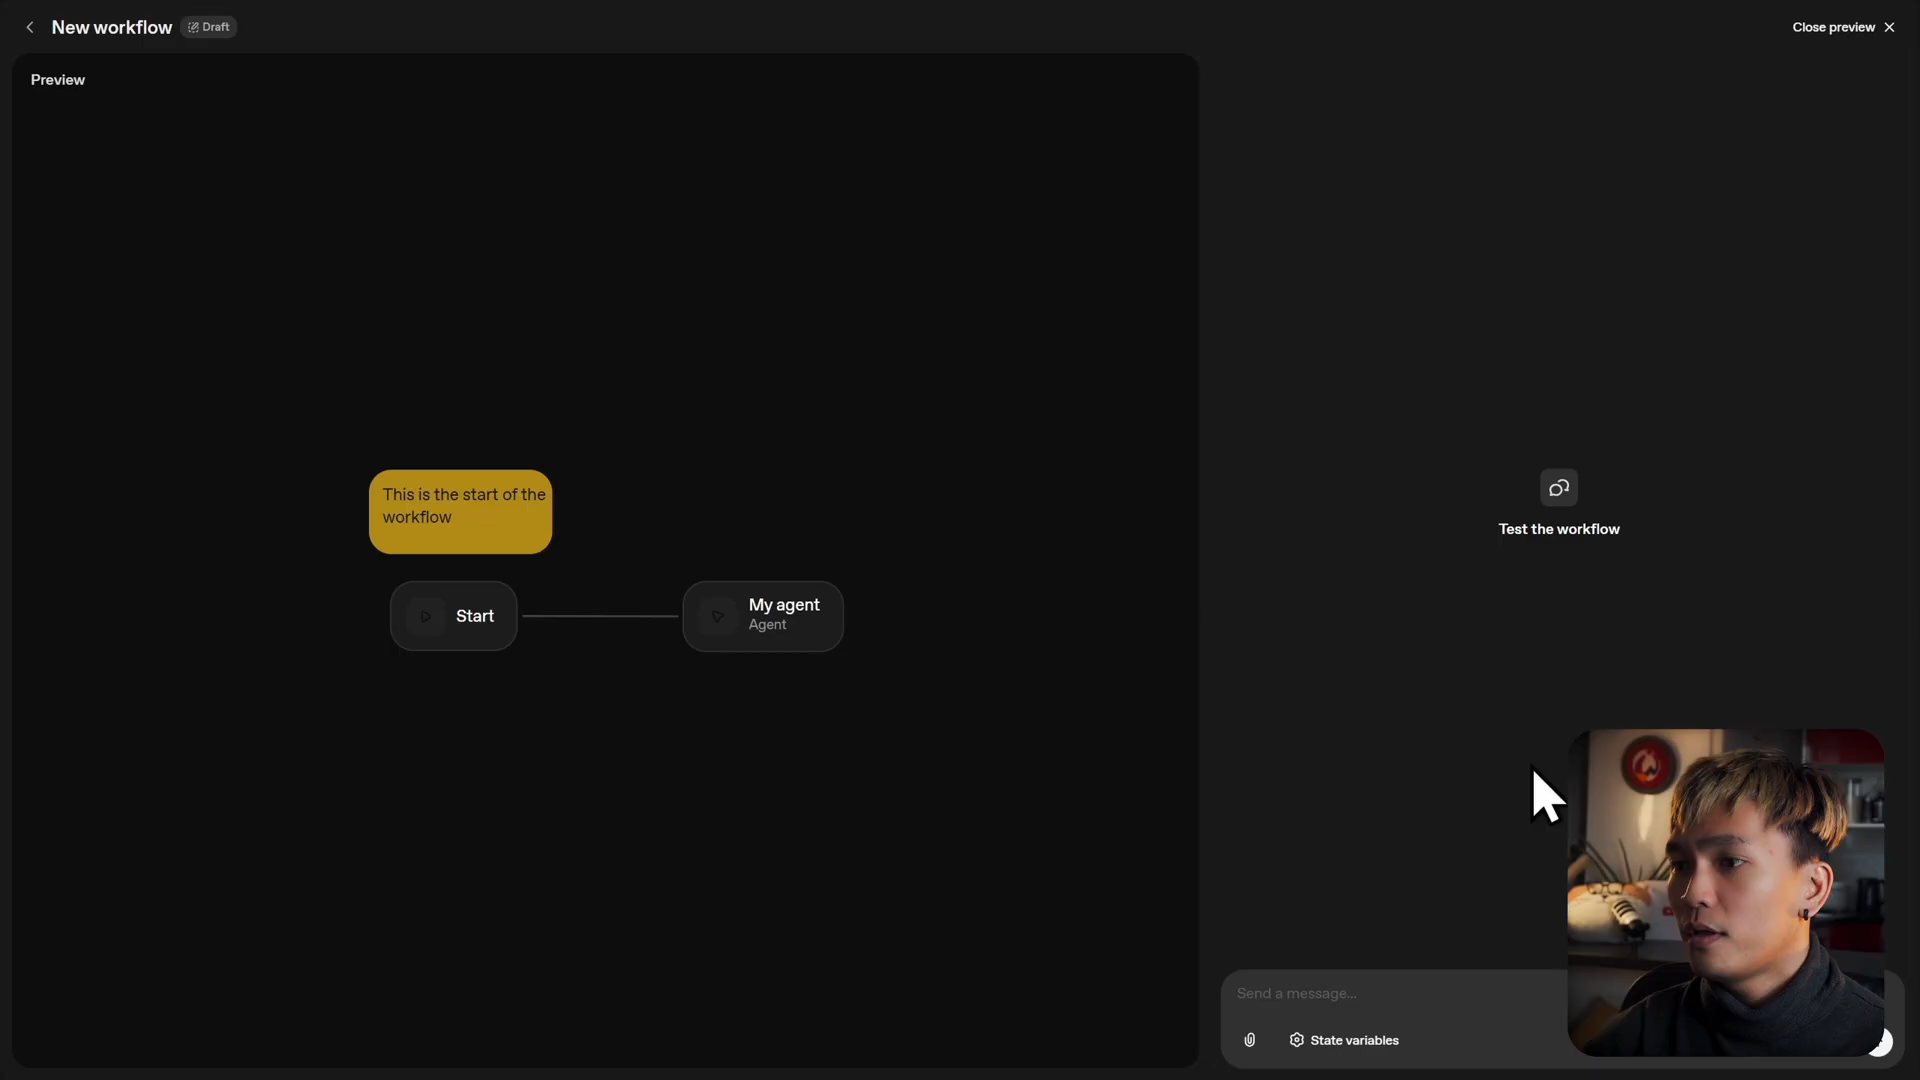 New workflow
Draft
Close preview
Preview
This is the start of the
workflow
Start
My agent
Agent
Test the workflow
Send a message...
State variables